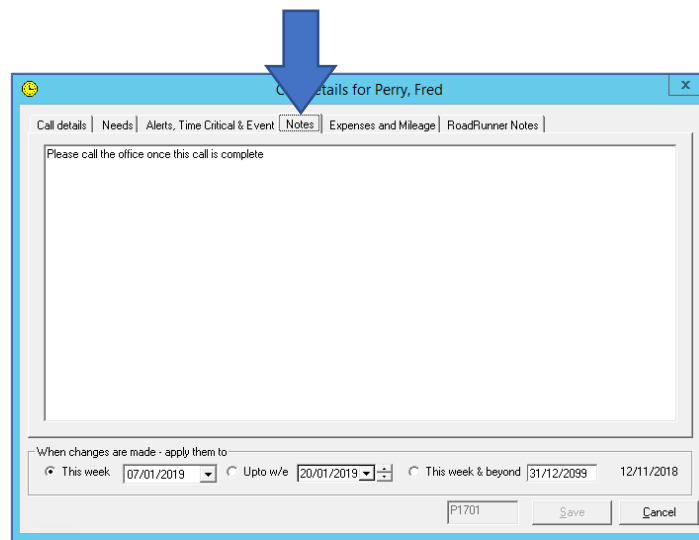 etails for Perry, Fred
x
Call details Needs Alerts, Time Critical & Event Notes Expenses and Mileage RoadRunner Notes
Please call the office once this call is complete
When changes are made - apply them to
This week 07/01/2019 Upto w/e 20/01/2019 This week & beyond 31/12/2099 12/11/2018
P1701 Save Cancel